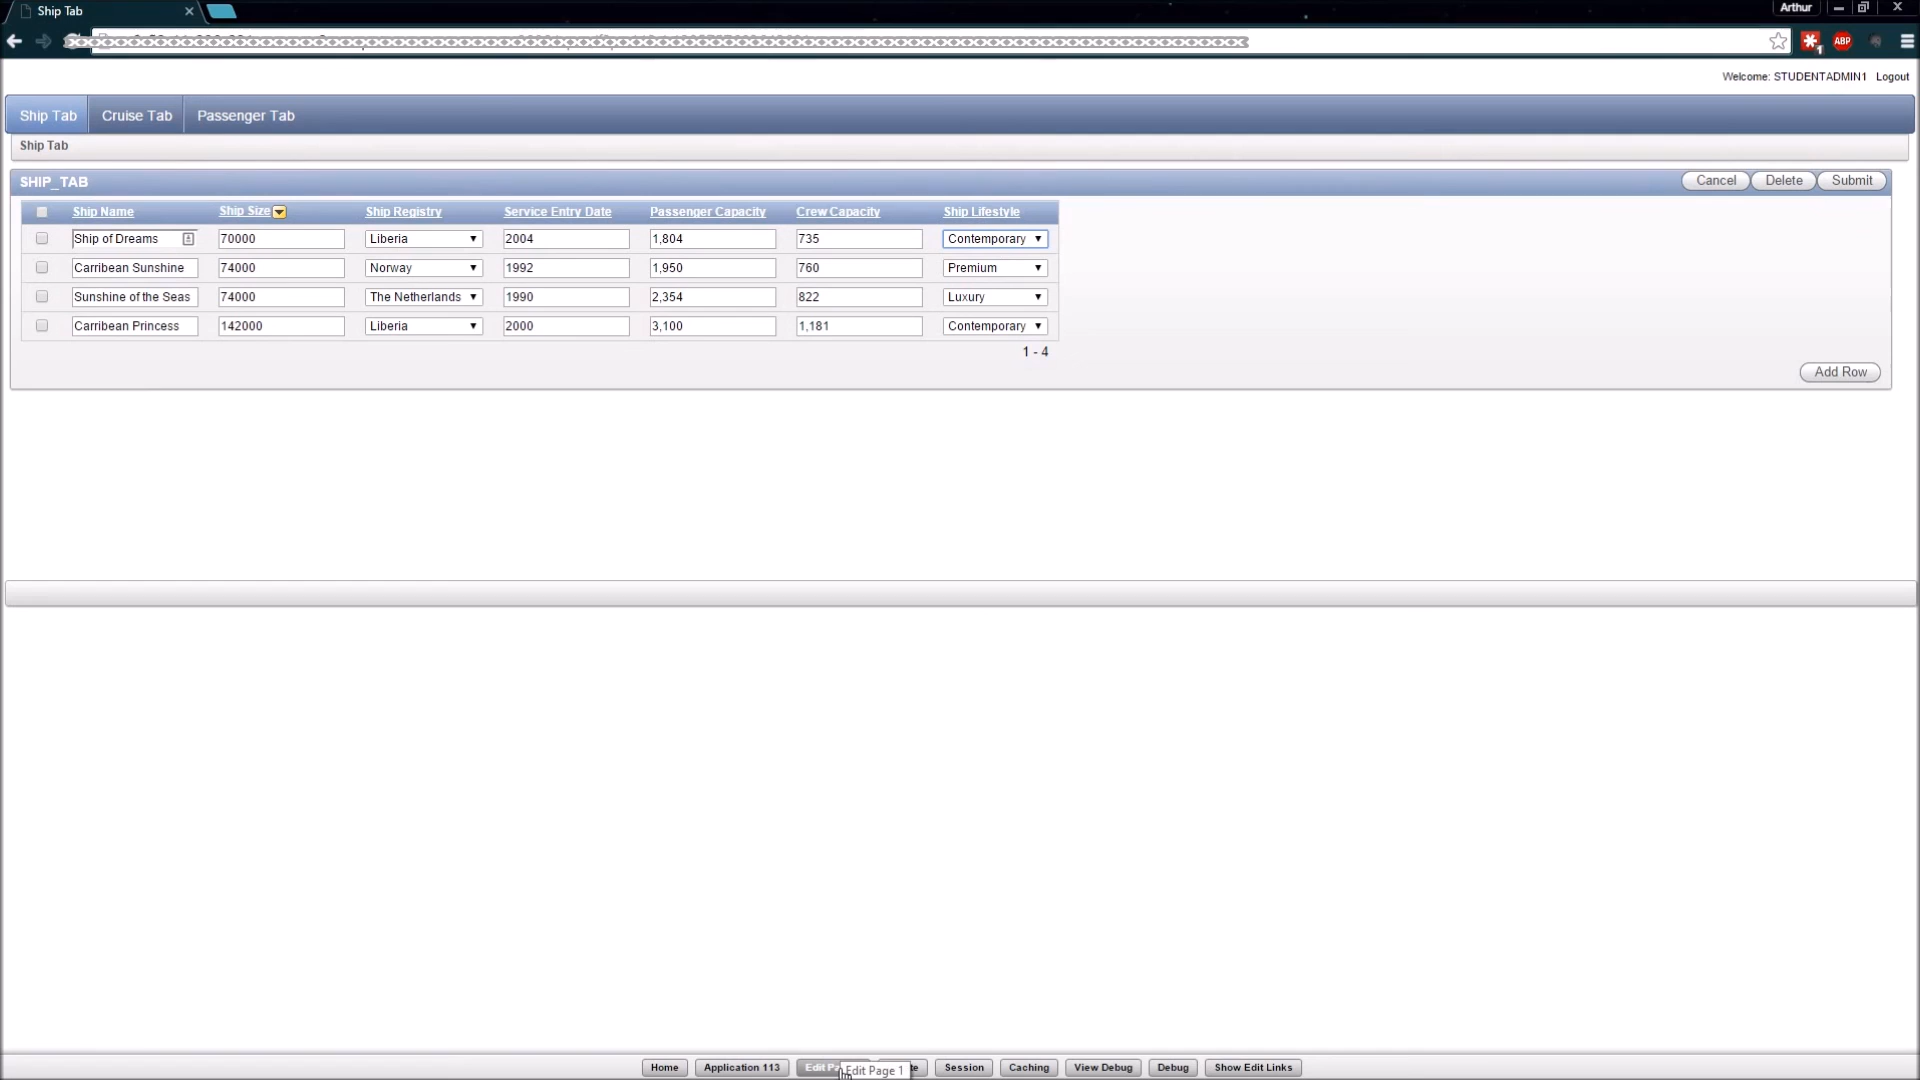 Ship Tab
Arthur
ABP
1
Welcome: STUDENTADMIN1 Logout
Ship Tab Cruise Tab Passenger Tab
Ship Tab
SHIP_TAB Cancel Delete Submit
Ship Name Ship Size Ship Registry Service Entry Date Passenger Capacity Crew Capacity Ship Lifestyle
Ship of Dreams 70000 Liberia 2004 1,804 735 Contemporary
Carribean Sunshine 74000 Norway 1992 1,950 760 Premium
Sunshine of the Seas 74000 The Netherlands 1990 2,354 822 Luxury
Carribean Princess 142000 Liberia 2000 3,100 1,181 Contemporary
1 - 4
Add Row
Home Application 113 Edit Page 1 Session Caching View Debug Debug Show Edit Links